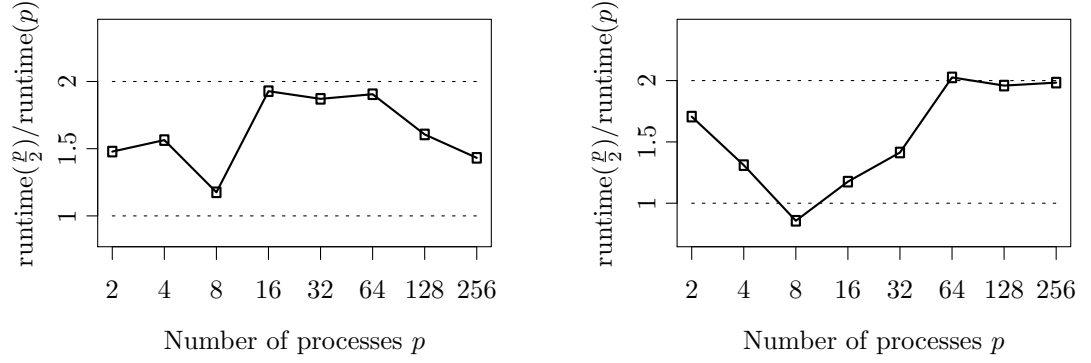 runtime(p/2)/runtime(p)
2
1.5
1
2 4 8 16 32 64 128 256
Number of processes p
runtime(p/2)/runtime(p)
2
1.5
1
2 4 8 16 32 64 128 256
Number of processes p